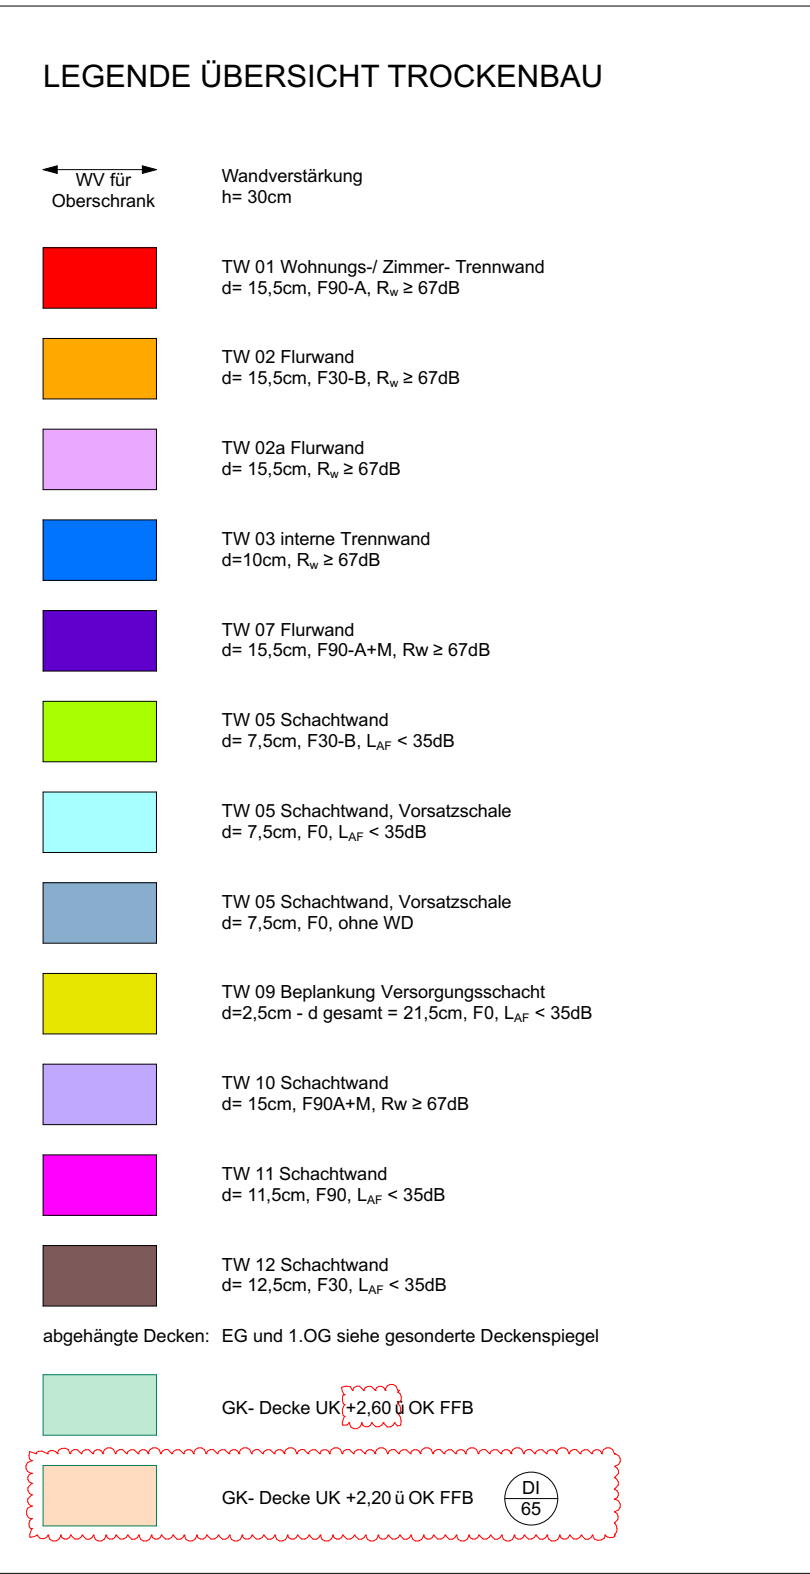 LEGENDE ÜBERSICHT TROCKENBAU
WV für
Oberschrank
Wandverstärkung
h= 30cm
TW 01 Wohnungs-/ Zimmer- Trennwand
d= 15,5cm, F90-A, Rw ≥ 67dB
TW 02 Flurwand
d= 15,5cm, F30-B, Rw ≥ 67dB
TW 02a Flurwand
d= 15,5cm, Rw ≥ 67dB
TW 03 interne Trennwand
d=10cm, Rw ≥ 67dB
TW 07 Flurwand
d= 15,5cm, F90-A+M, Rw ≥ 67dB
TW 05 Schachtwand
d= 7,5cm, F30-B, LAF < 35dB
TW 05 Schachtwand, Vorsatzschale
d= 7,5cm, F0, LAF < 35dB
TW 05 Schachtwand, Vorsatzschale
d= 7,5cm, F0, ohne WD
TW 09 Beplankung Versorgungsschacht
d=2,5cm - d gesamt = 21,5cm, F0, LAF < 35dB
TW 10 Schachtwand
d= 15cm, F90A+M, Rw ≥ 67dB
TW 11 Schachtwand
d= 11,5cm, F90, LAF < 35dB
TW 12 Schachtwand
d= 12,5cm, F30, LAF < 35dB
abgehängte Decken: EG und 1.OG siehe gesonderte Deckenspiegel
GK- Decke UK +2,60 ü OK FFB
GK- Decke UK +2,20 ü OK FFB
DI
65